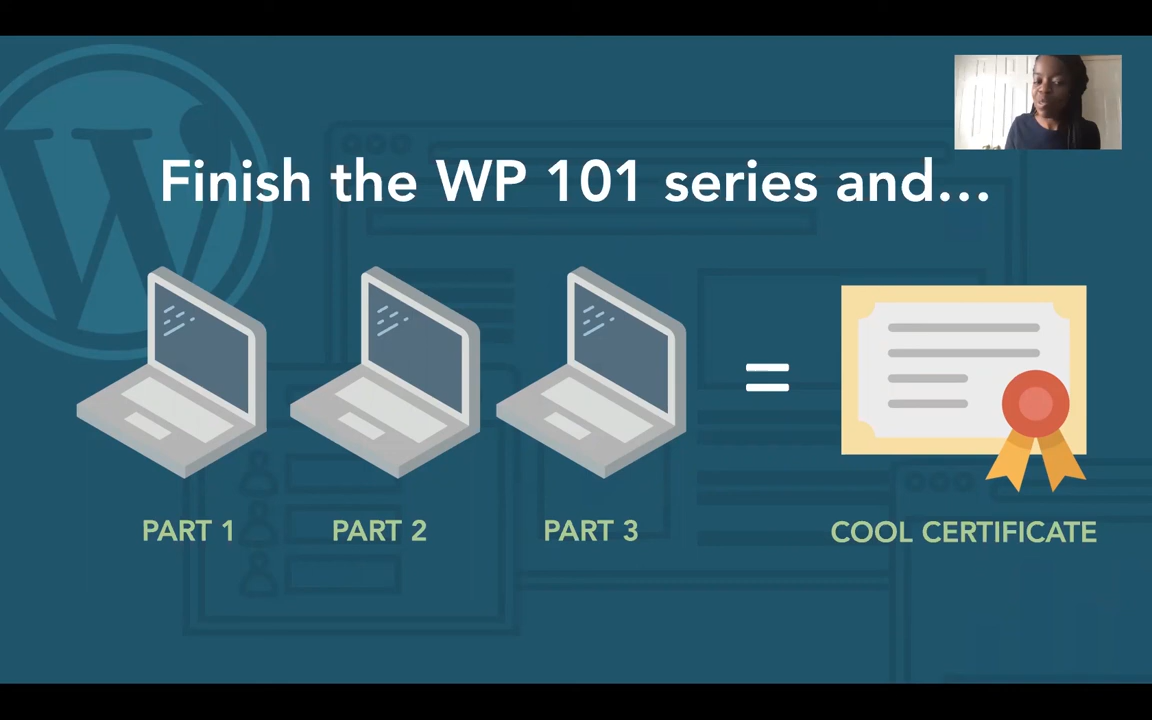 Finish the WP 101 series and...
PART 1
PART 2
PART 3
=
COOL CERTIFICATE